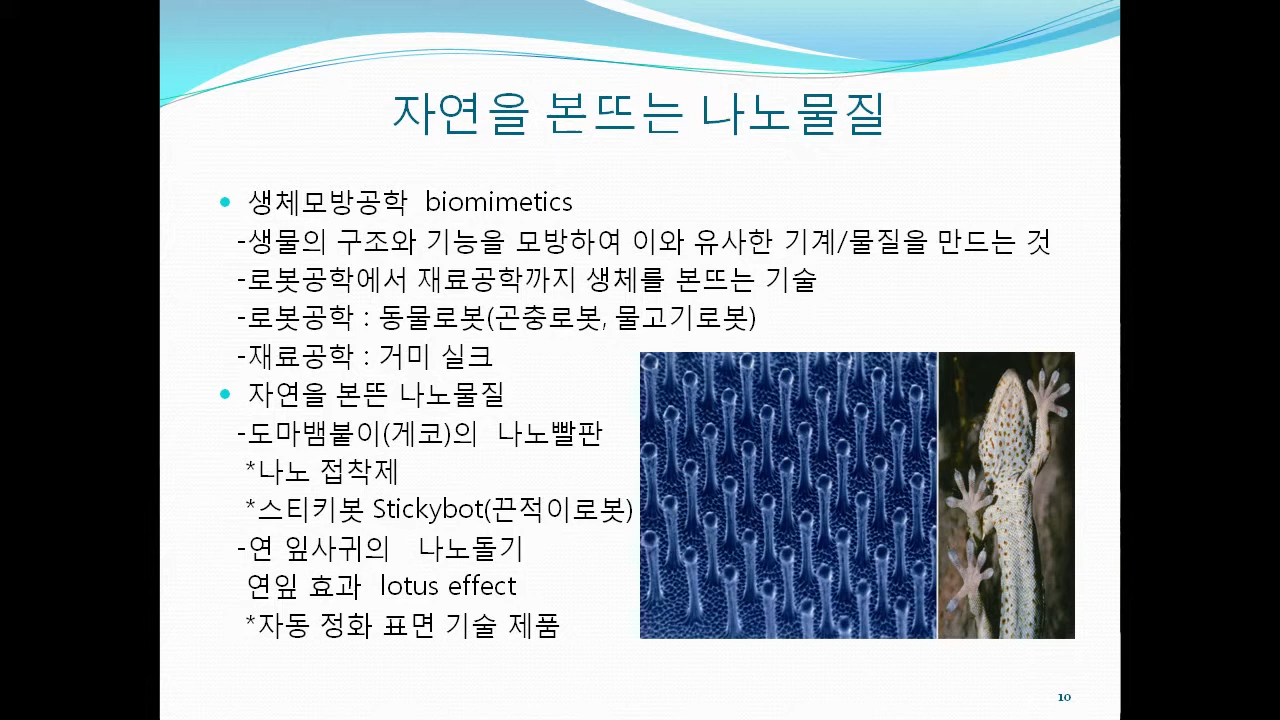 자연을 본뜨는 나노물질
생체모방공학 biomimetics
-생물의 구조와 기능을 모방하여 이와 유사한 기계/물질을 만드는 것
-로봇공학에서 재료공학까지 생체를 본뜨는 기술
-로봇공학 : 동물로봇(곤충로봇, 물고기로봇)
-재료공학 : 거미 실크
자연을 본뜬 나노물질
-도마뱀붙이(게코)의 나노빨판
*나노 접착제
*스티키봇 Stickybot(끈적이로봇)
-연 잎사귀의 나노돌기
연잎 효과 lotus effect
*자동 정화 표면 기술 제품
10